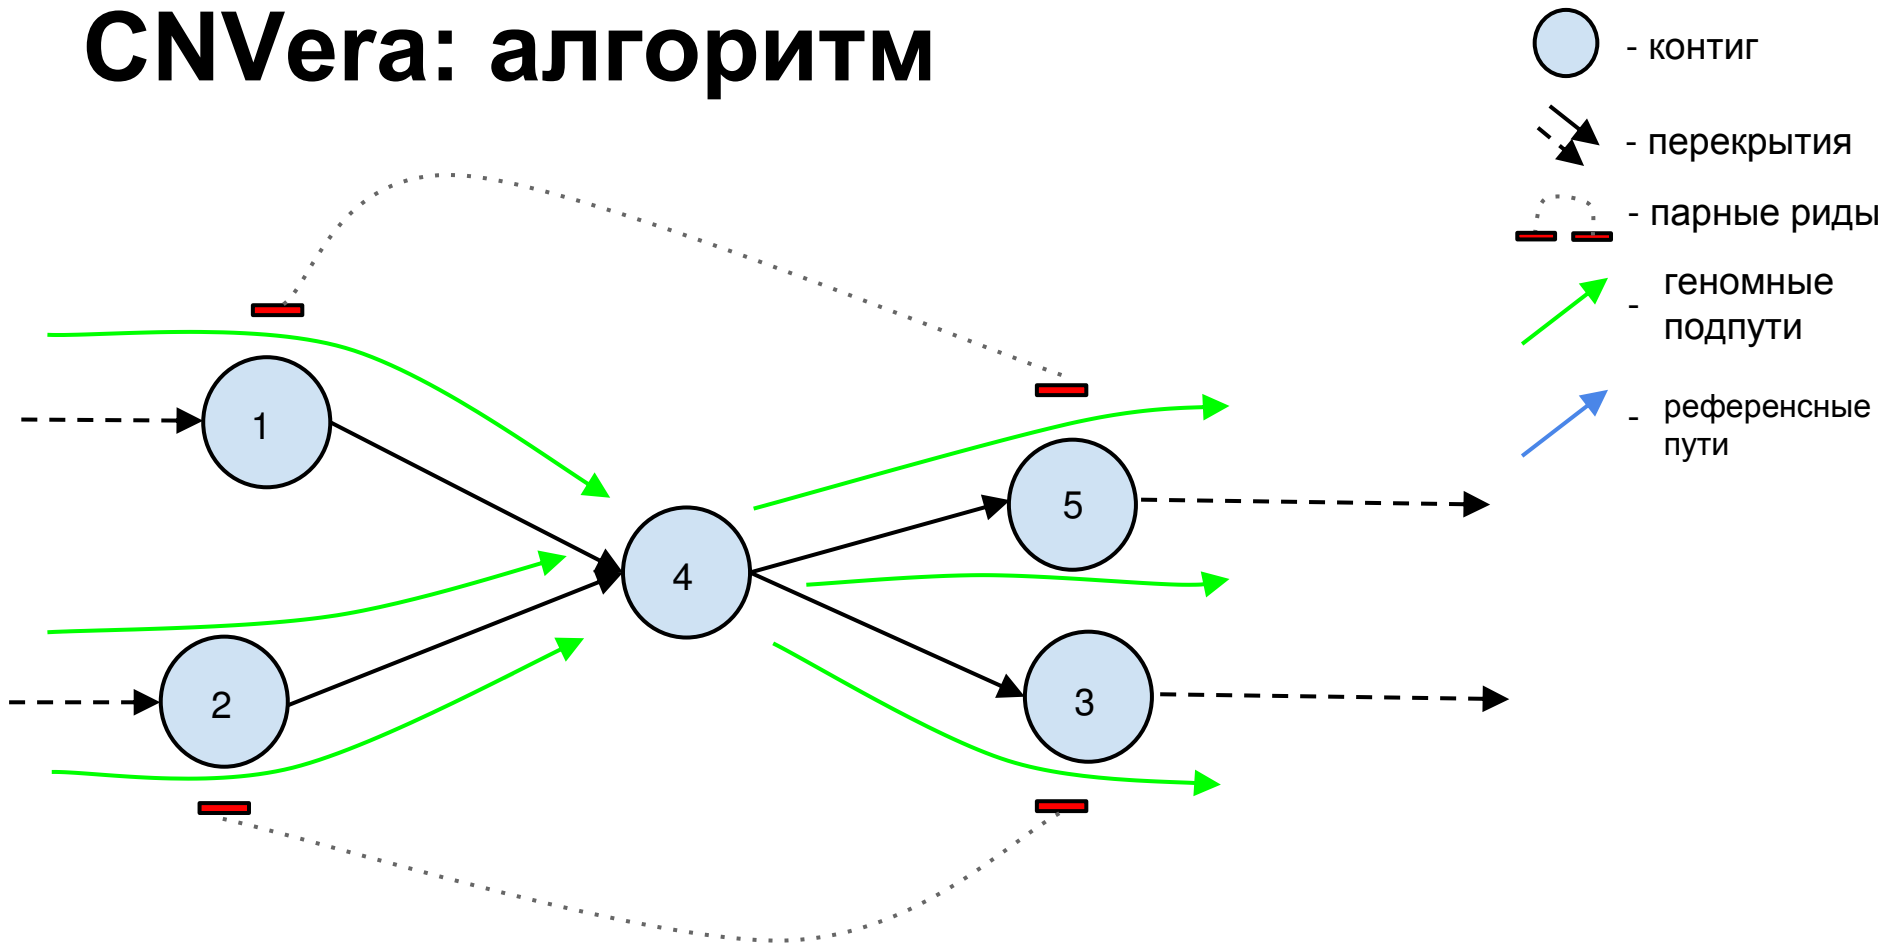 CNVera: алгоритм
- контиг
- перекрытия
- парные риды
- геномные
подпути
- референсные
пути
1
5
4
2
3